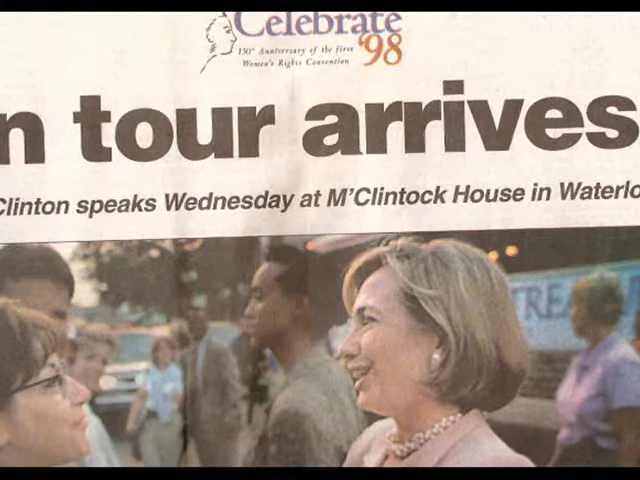 Celebrate
'98
150th Anniversary of the first
Women's Rights Convention
n tour arrives
Clinton speaks Wednesday at M'Clintock House in Waterlo
TREA